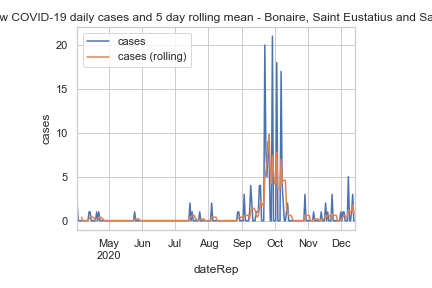 w COVID-19 daily cases and 5 day rolling mean - Bonaire, Saint Eustatius and Sa
cases
cases (rolling)
20
15
10
5
0
cases
May Jun Jul Aug Sep Oct Nov Dec
2020
dateRep